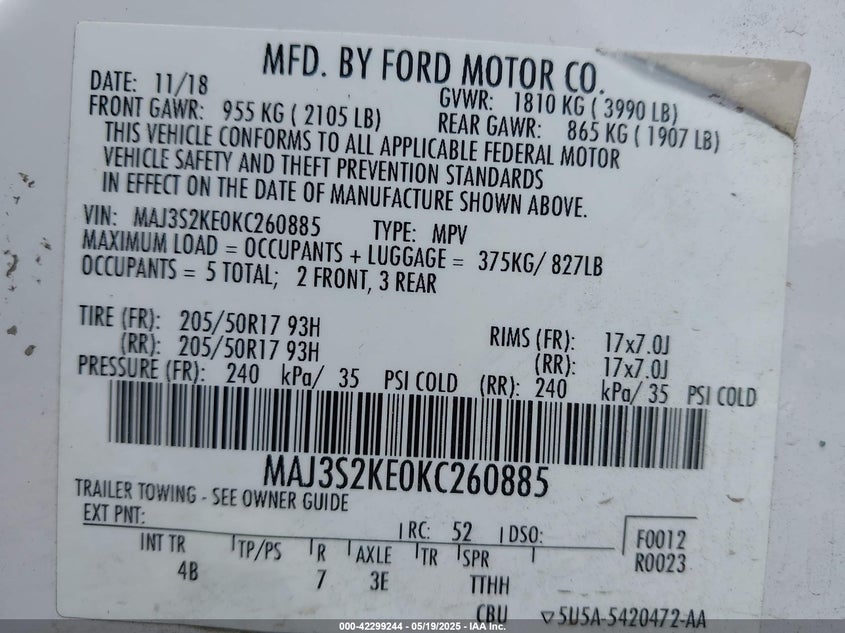 MFD. BY FORD MOTOR CO.
DATE: 11/18 GVWR: 1810 KG ( 3990 LB)
FRONT GAWR: 955 KG ( 2105 LB) REAR GAWR: 865 KG ( 1907 LB)
THIS VEHICLE CONFORMS TO ALL APPLICABLE FEDERAL MOTOR
VEHICLE SAFETY AND THEFT PREVENTION STANDARDS
IN EFFECT ON THE DATE OF MANUFACTURE SHOWN ABOVE.
VIN: MAJ3S2KE0KC260885 TYPE: MPV
MAXIMUM LOAD = OCCUPANTS + LUGGAGE = 375KG/ 827LB
OCCUPANTS = 5 TOTAL; 2 FRONT, 3 REAR
TIRE (FR): 205/50R17 93H RIMS (FR): 17x7.0J
(RR): 205/50R17 93H (RR): 17x7.0J
PRESSURE (FR): 240 kPa/ 35 PSI COLD (RR): 240 kPa/ 35 PSI COLD
MAJ3S2KE0KC260885
TRAILER TOWING - SEE OWNER GUIDE
EXT PNT: RC: 52 DSO: F0012
R0023
INT TR TP/PS R AXLE TR SPR
4B 7 3E TTHH
CBU ▽5U5A-5420472-AA
000-42299244 - 05/19/2025 - IAA Inc.